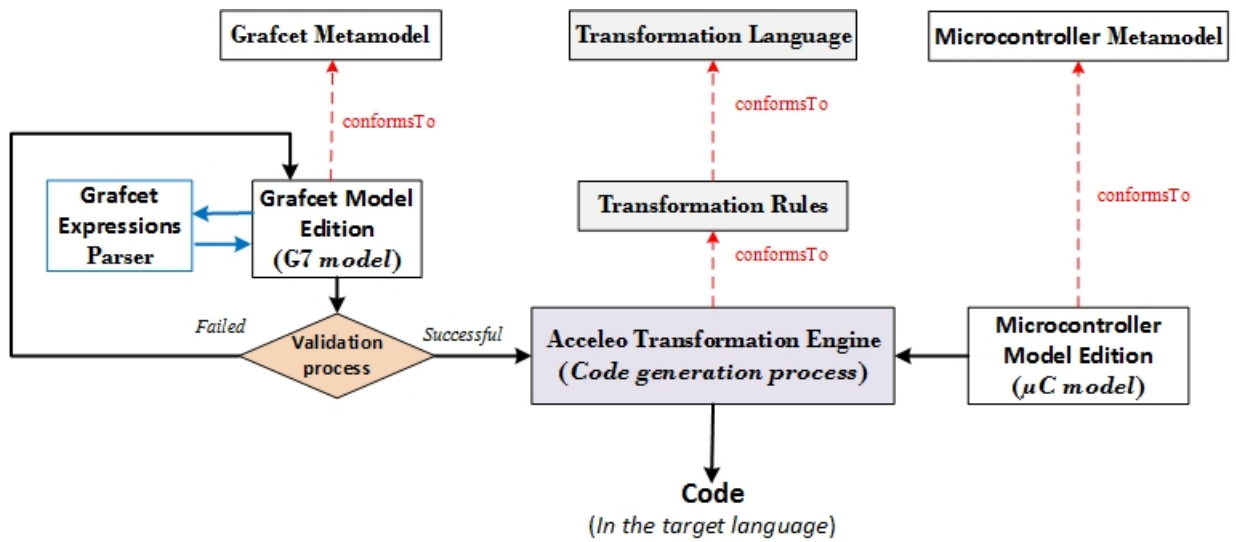 Grafcet Metamodel
Transformation Language
Microcontroller Metamodel
conformsTo
conformsTo
conformsTo
Grafcet
Expressions
Parser
Grafcet Model
Edition
(G7 model)
Transformation Rules
conformsTo
Failed
Validation
process
Successful
Acceleo Transformation Engine
(Code generation process)
Microcontroller
Model Edition
(µC model)
Code
(In the target language)